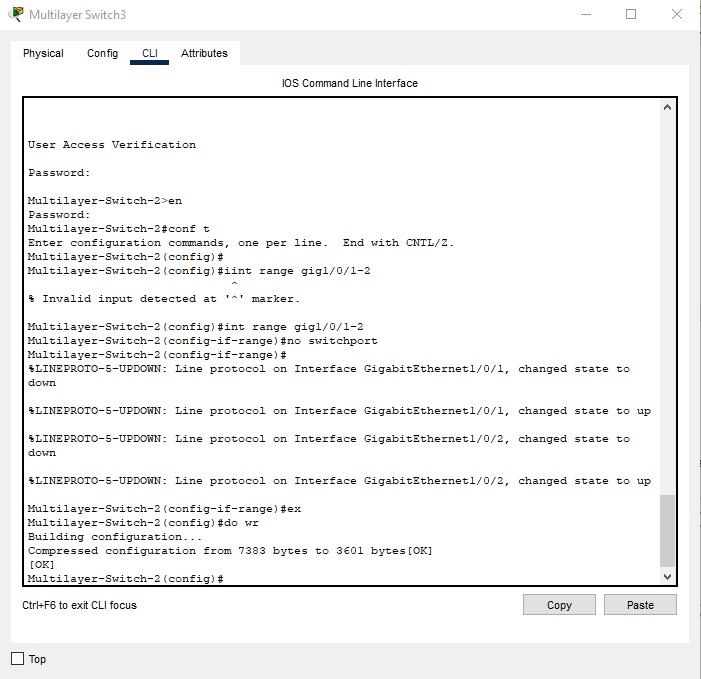 Multilayer Switch3
Physical Config CLI Attributes
IOS Command Line Interface
User Access Verification
Password:
Multilayer-Switch-2>en
Password:
Multilayer-Switch-2#conf t
Enter configuration commands, one per line.  End with CNTL/Z.
Multilayer-Switch-2(config)#
Multilayer-Switch-2(config)#iint range gig1/0/1-2
^
% Invalid input detected at '^' marker.
Multilayer-Switch-2(config)#int range gig1/0/1-2
Multilayer-Switch-2(config-if-range)#no switchport
Multilayer-Switch-2(config-if-range)#
%LINEPROTO-5-UPDOWN: Line protocol on Interface GigabitEthernet1/0/1, changed state to
down
%LINEPROTO-5-UPDOWN: Line protocol on Interface GigabitEthernet1/0/1, changed state to up
%LINEPROTO-5-UPDOWN: Line protocol on Interface GigabitEthernet1/0/2, changed state to
down
%LINEPROTO-5-UPDOWN: Line protocol on Interface GigabitEthernet1/0/2, changed state to up
Multilayer-Switch-2(config-if-range)#ex
Multilayer-Switch-2(config)#do wr
Building configuration...
Compressed configuration from 7383 bytes to 3601 bytes[OK]
[OK]
Multilayer-Switch-2(config)#
Ctrl+F6 to exit CLI focus
Copy Paste
Top